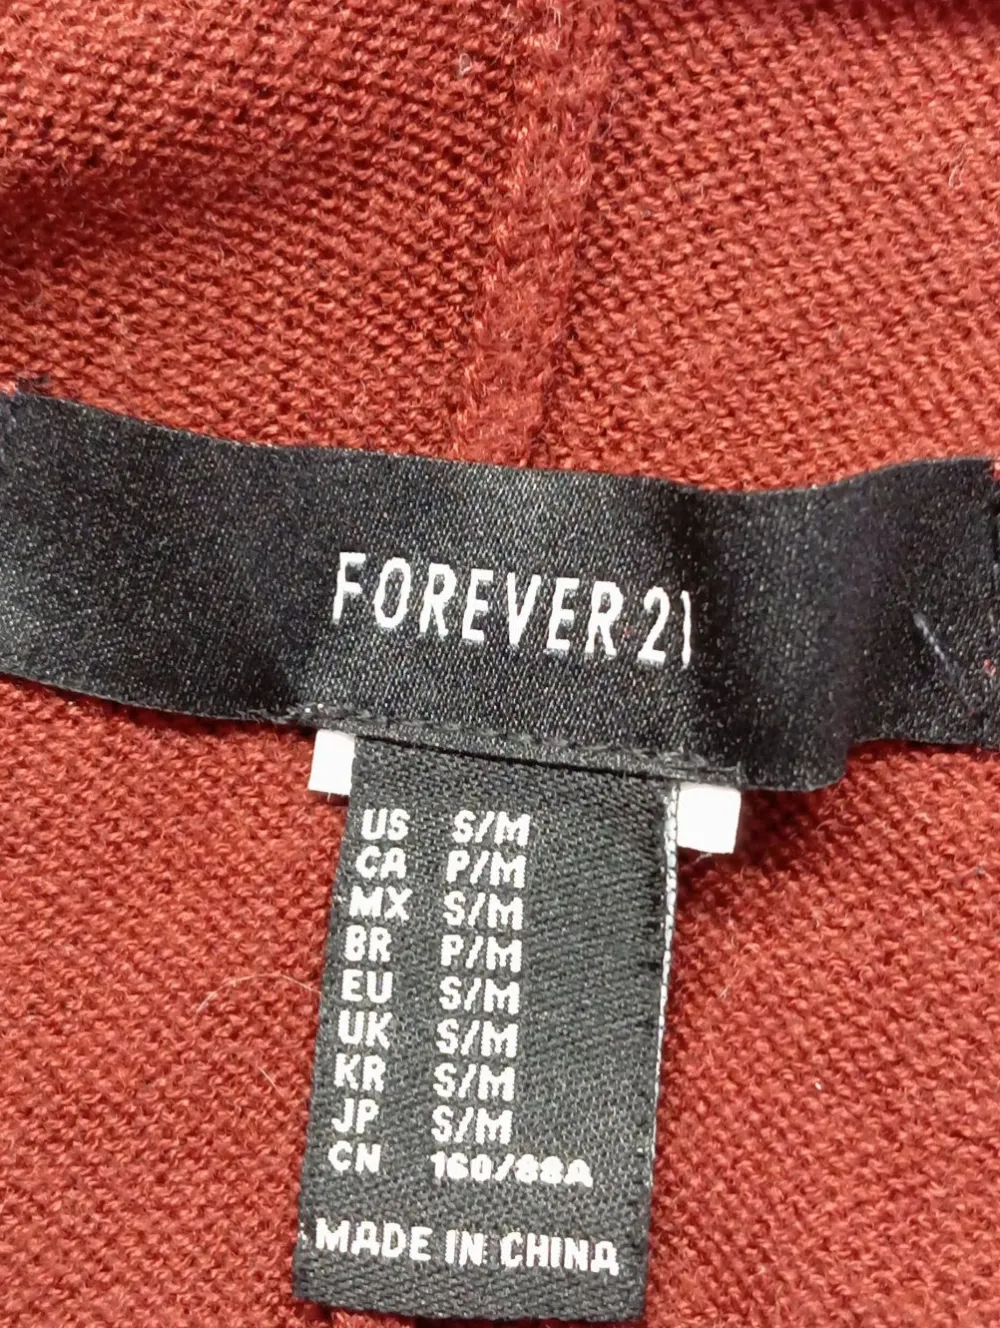 FOREVER 21
US S/M
CA P/M
MX S/M
BR P/M
EU S/M
UK S/M
KR S/M
JP S/M
CN 160/88A
MADE IN CHINA